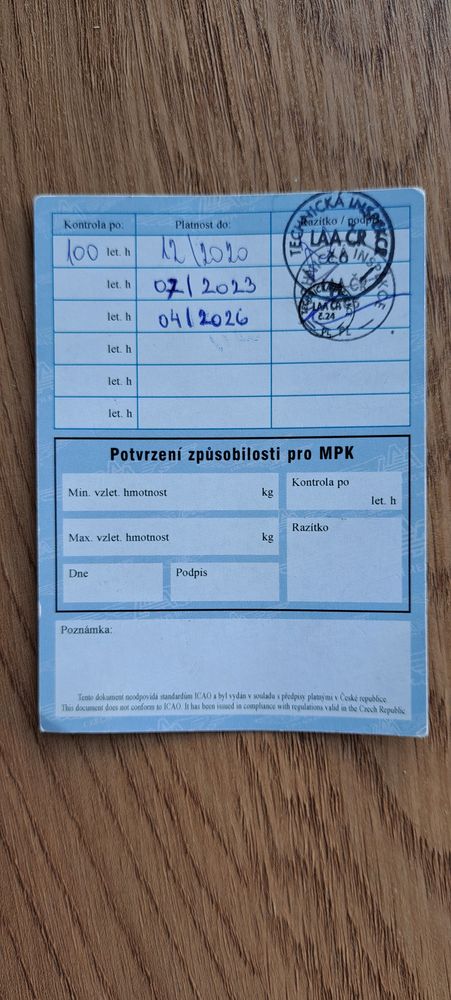 Kontrola po: Platnost do: Razítko / podpis
100 let. h 12/2020
let. h 07/2023
let. h 04/2026
let. h
let. h
let. h
TECHNICKÁ INSPEKTOR
LAA ČR
LAA ČR
č.24
Potvrzení způsobilosti pro MPK
Min. vzlet. hmotnost kg
Kontrola po
let. h
Max. vzlet. hmotnost kg
Razítko
Dne Podpis
Poznámka:
Tento dokument neodpovídá standardům ICAO a byl vydán v souladu s předpisy platnými v České republice.
This document does not conform to ICAO. It has been issued in compliance with regulations valid in the Czech Republic